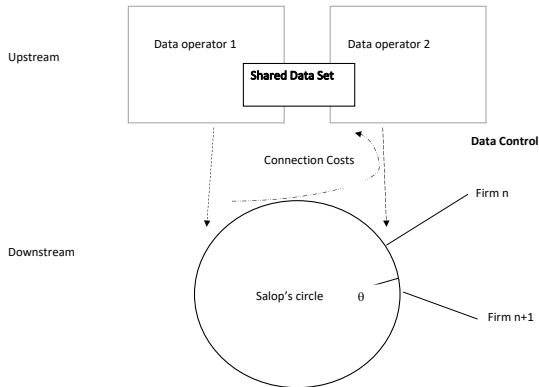 Data operator 1
Data operator 2
Upstream
Shared Data Set
Data Control
Connection Costs
Firm n
Downstream
Salop's circle
θ
Firm n+1